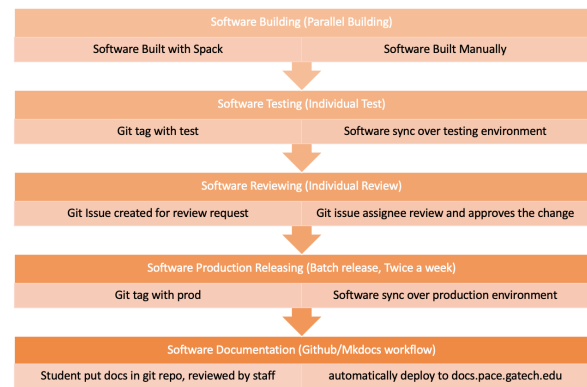 Software Building (Parallel Building)
Software Built with Spack
Software Built Manually
Software Testing (Individual Test)
Git tag with test
Software sync over testing environment
Software Reviewing (Individual Review)
Git Issue created for review request
Git issue assignee review and approves the change
Software Production Releasing (Batch release, Twice a week)
Git tag with prod
Software sync over production environment
Software Documentation (Github/Mkdocs workflow)
Student put docs in git repo, reviewed by staff
automatically deploy to docs.pace.gatech.edu